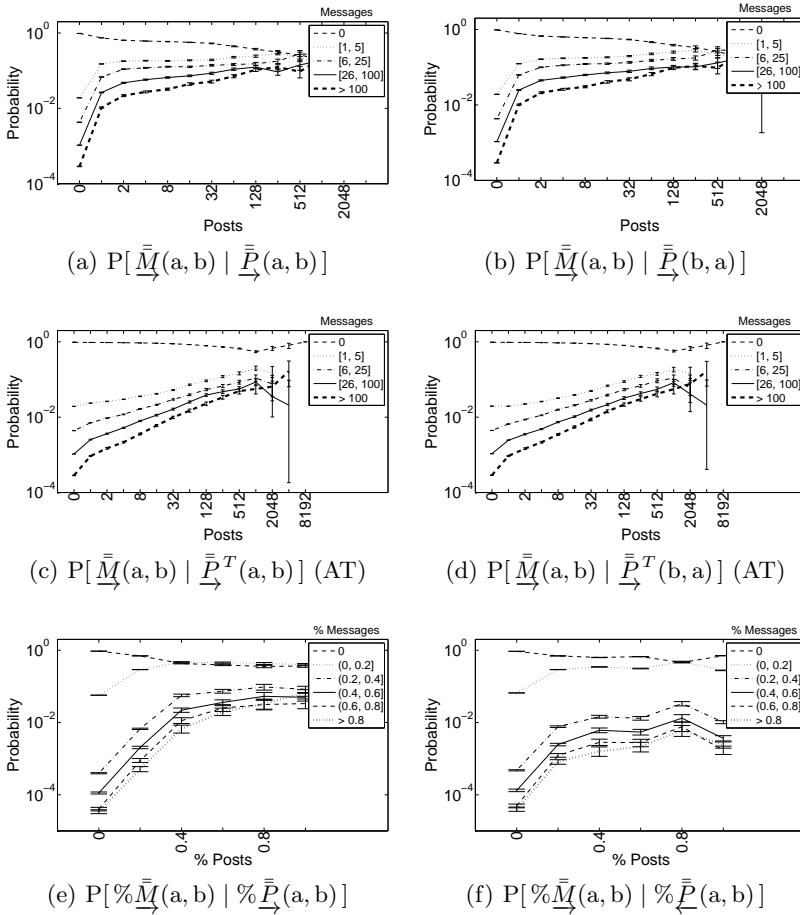 Messages
0
[1, 5]
[6, 25]
[26, 100]
> 100
Probability
10^0
10^−2
10^−4
0 2 8 32 128 512 2048
Posts
(a) P[ M̿→(a, b) | P̿→(a, b) ]
Messages
0
[1, 5]
[6, 25]
[26, 100]
> 100
Probability
10^0
10^−2
10^−4
0 2 8 32 128 512 2048
Posts
(b) P[ M̿→(a, b) | P̿→(b, a) ]
Messages
0
[1, 5]
[6, 25]
[26, 100]
> 100
Probability
10^0
10^−2
10^−4
0 2 8 32 128 512 2048 8192
Posts
(c) P[ M̿→(a, b) | P̿→^T(a, b) ] (AT)
Messages
0
[1, 5]
[6, 25]
[26, 100]
> 100
Probability
10^0
10^−2
10^−4
0 2 8 32 128 512 2048 8192
Posts
(d) P[ M̿→(a, b) | P̿→^T(b, a) ] (AT)
% Messages
0
(0, 0.2]
(0.2, 0.4]
(0.4, 0.6]
(0.6, 0.8]
> 0.8
Probability
10^0
10^−2
10^−4
0 0.4 0.8
% Posts
(e) P[ %M̿→(a, b) | %P̿→(a, b) ]
% Messages
0
(0, 0.2]
(0.2, 0.4]
(0.4, 0.6]
(0.6, 0.8]
> 0.8
Probability
10^0
10^−2
10^−4
0 0.4 0.8
% Posts
(f) P[ %M̿→(a, b) | %P̿←(a, b) ]